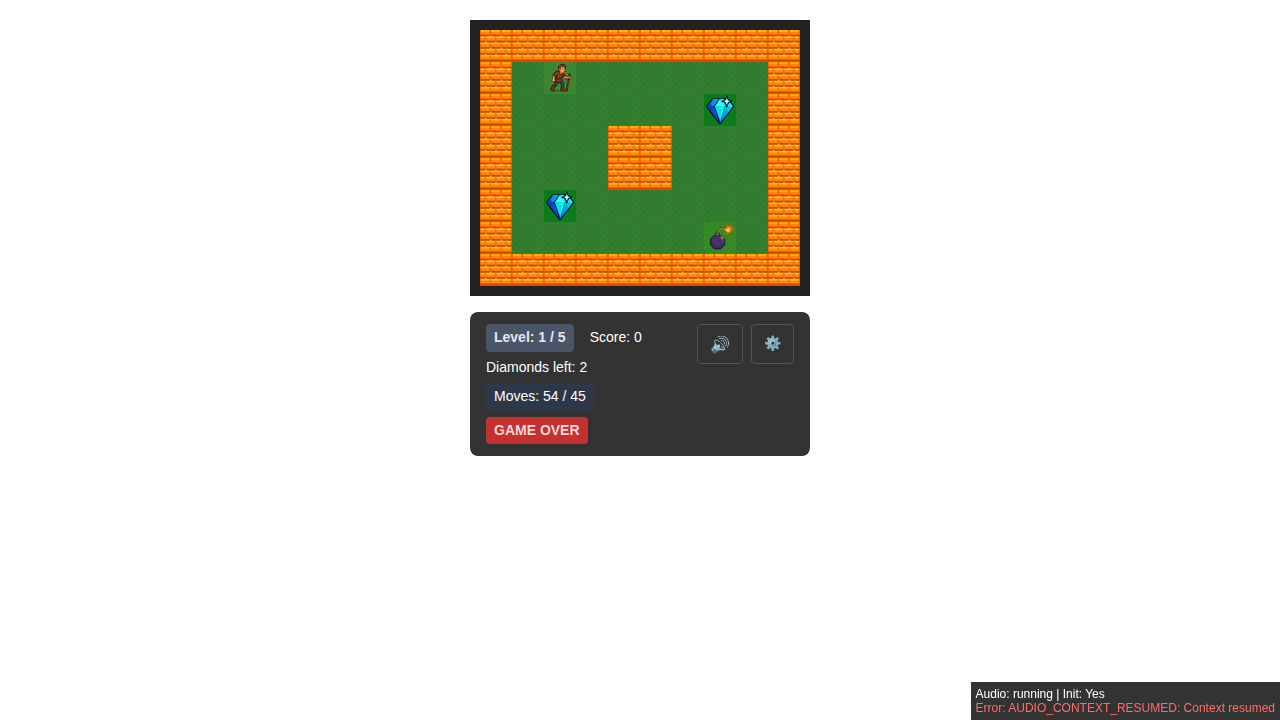 Level: 1 / 5 Score: 0
Diamonds left: 2
Moves: 54 / 45
GAME OVER
Audio: running | Init: Yes
Error: AUDIO_CONTEXT_RESUMED: Context resumed